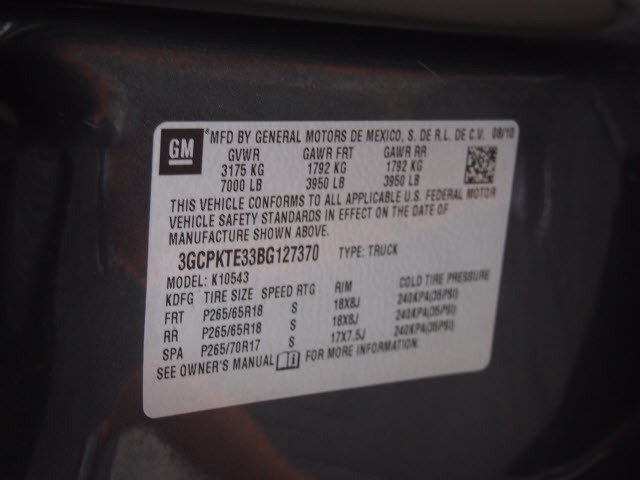 GM ®MFD BY GENERAL MOTORS DE MEXICO, S. DE R.L. DE C.V. 08/10
GVWR GAWR FRT GAWR RR
3175 KG 1792 KG 1792 KG
7000 LB 3950 LB 3950 LB
THIS VEHICLE CONFORMS TO ALL APPLICABLE U.S. FEDERAL MOTOR
VEHICLE SAFETY STANDARDS IN EFFECT ON THE DATE OF
MANUFACTURE SHOWN ABOVE.
3GCPKTE33BG127370 TYPE: TRUCK
MODEL: K10543
KDFG TIRE SIZE SPEED RTG RIM COLD TIRE PRESSURE
FRT P265/65R18 S 18X8J 240KPA(35PSI)
RR P265/65R18 S 18X8J 240KPA(35PSI)
SPA P265/70R17 S 17X7.5J 240KPA(35PSI)
SEE OWNER'S MANUAL i FOR MORE INFORMATION.